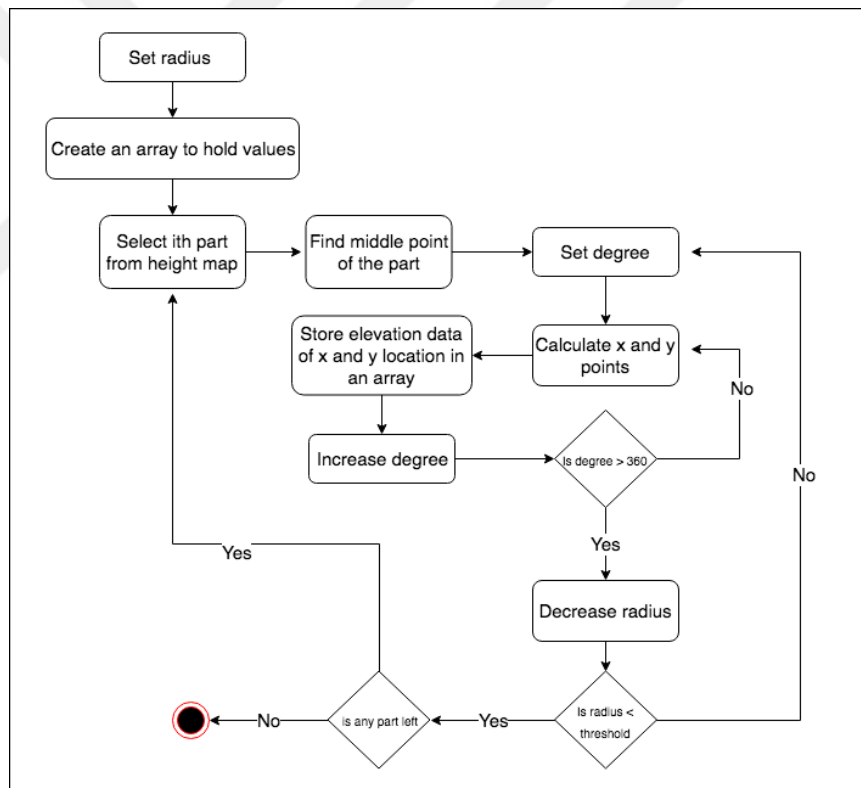 Set radius
Create an array to hold values
Select ith part
from height map
Find middle point
of the part
Set degree
Calculate x and y
points
Store elevation data
of x and y location in
an array
Increase degree
Is degree > 360
No
No
Yes
Decrease radius
Is radius <
threshold
Yes
is any part left
No
Yes